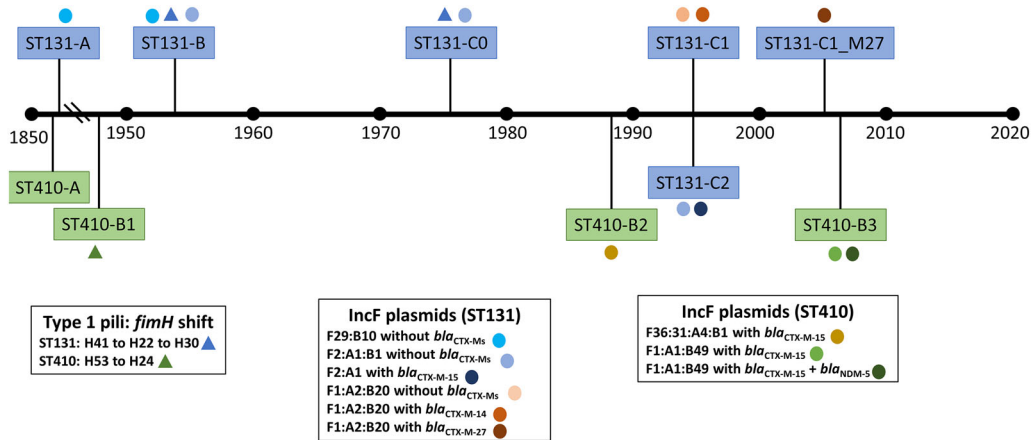 ST131-A
ST131-B
ST131-C0
ST131-C1
ST131-C1_M27
1850
1950
1960
1970
1980
1990
2000
2010
2020
ST410-A
ST410-B1
ST131-C2
ST410-B2
ST410-B3
Type 1 pili: fimH shift
ST131: H41 to H22 to H30
ST410: H53 to H24
IncF plasmids (ST131)
F29:B10 without blaCTX-Ms
F2:A1:B1 without blaCTX-Ms
F2:A1 with blaCTX-M-15
F1:A2:B20 without blaCTX-Ms
F1:A2:B20 with blaCTX-M-14
F1:A2:B20 with blaCTX-M-27
IncF plasmids (ST410)
F36:31:A4:B1 with blaCTX-M-15
F1:A1:B49 with blaCTX-M-15
F1:A1:B49 with blaCTX-M-15 + blaNDM-5